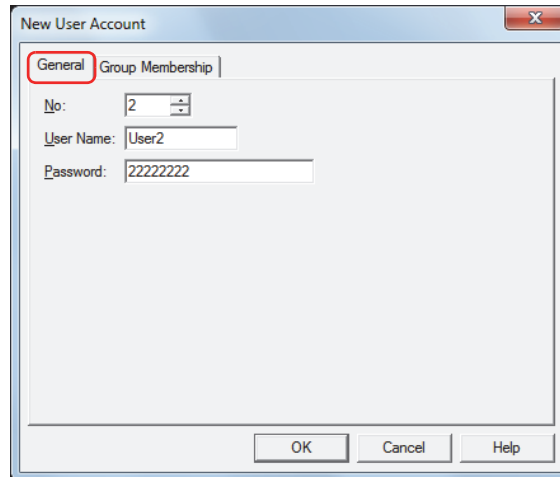 New User Account
General Group Membership
No: 2
User Name: User2
Password: 22222222
OK Cancel Help